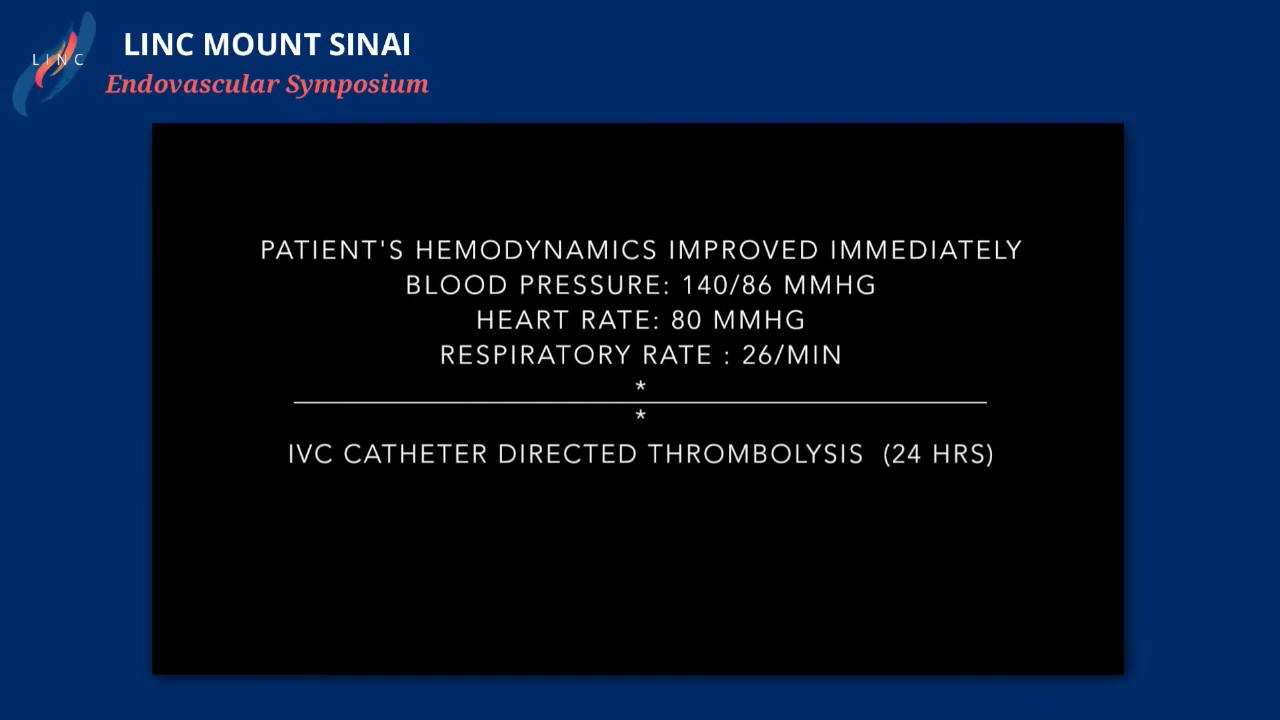 LINC
LINC MOUNT SINAI
Endovascular Symposium
PATIENT'S HEMODYNAMICS IMPROVED IMMEDIATELY
BLOOD PRESSURE: 140/86 MMHG
HEART RATE: 80 MMHG
RESPIRATORY RATE : 26/MIN
*
*
IVC CATHETER DIRECTED THROMBOLYSIS (24 HRS)